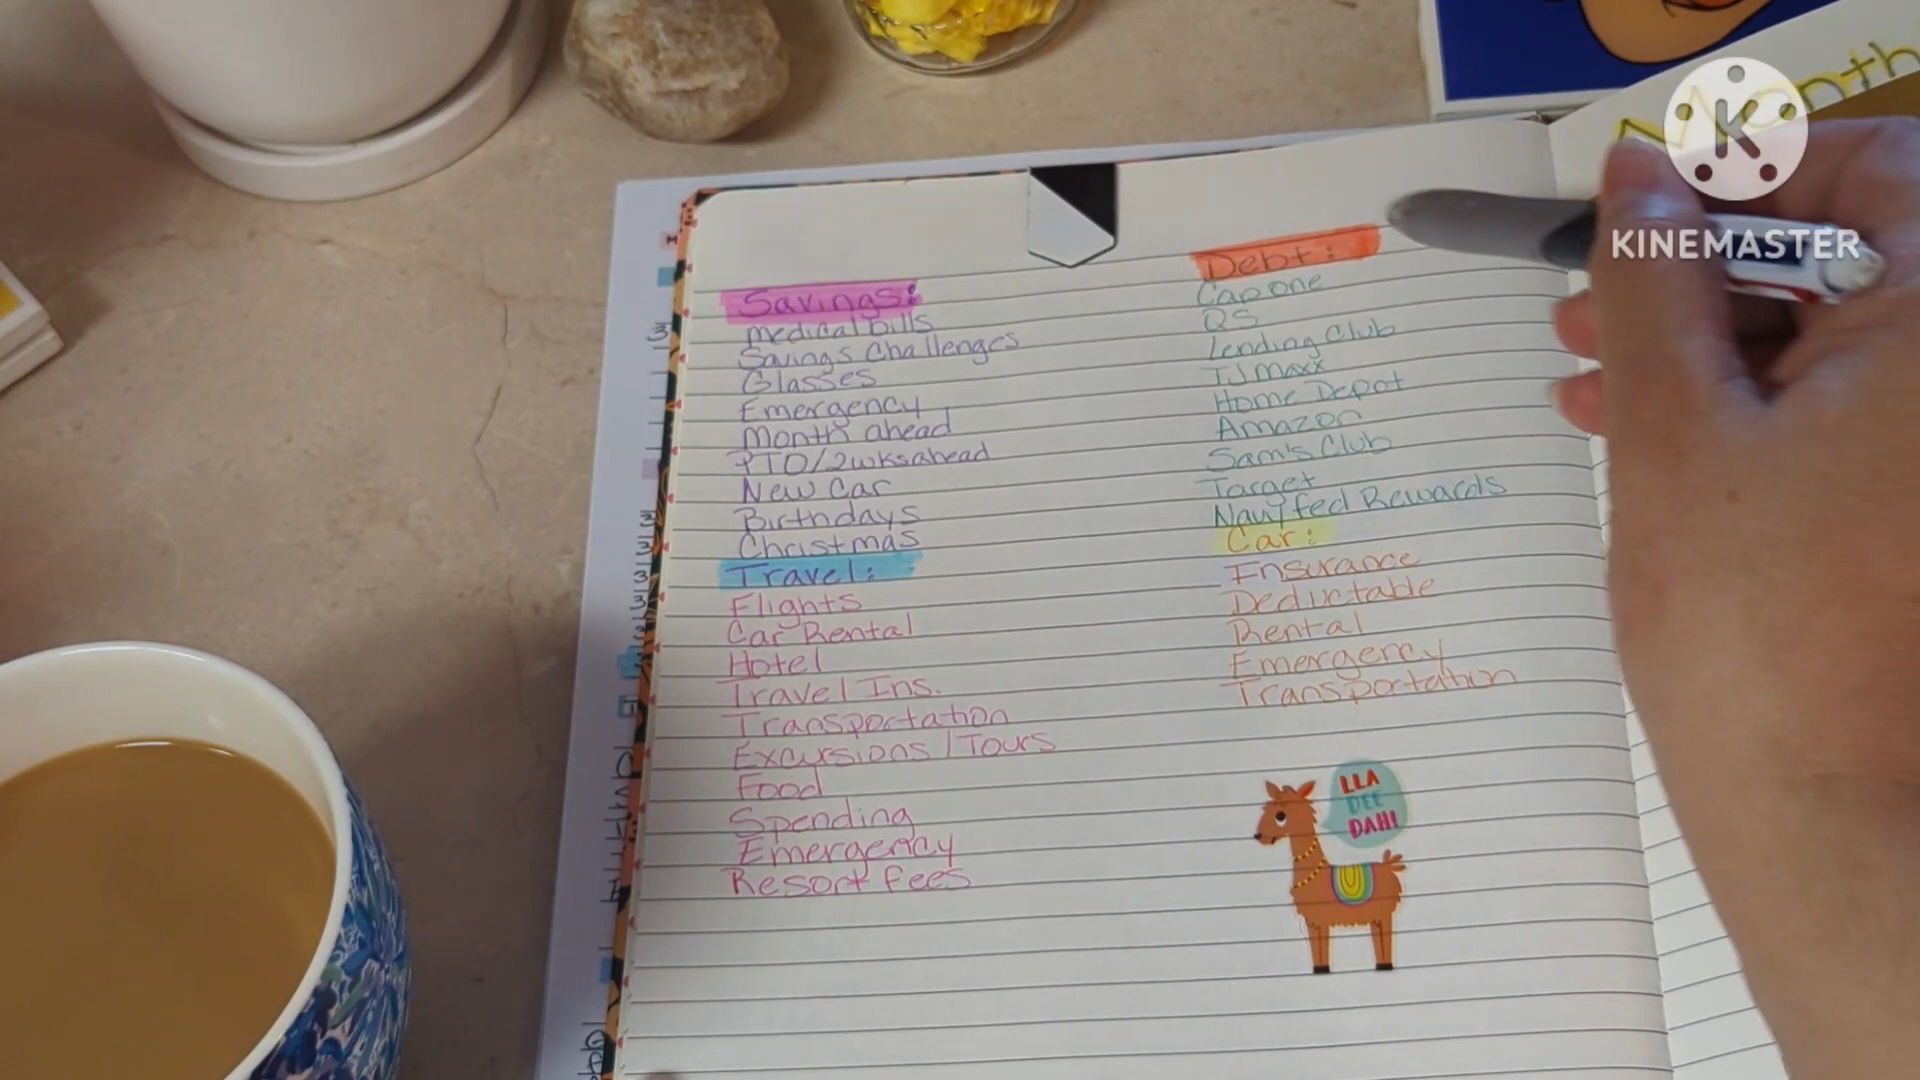 Savings:
medical bills
Savings Challenges
Glasses
Emergency
Month ahead
PTO/2wksahead
New Car
Birthdays
Christmas
Travel:
Flights
Car Rental
Hotel
Travel Ins.
Transportation
Excursions / Tours
Food
Spending
Emergency
Resort fees
Debt:
Cap one
QS
Lending Club
TJ maxx
Home Depot
Amazon
Sam's Club
Target
Navy fed Rewards
Car:
Insurance
Deductable
Rental
Emergency
Transportation
LLA
DEE
DAH!
K
KINEMASTER